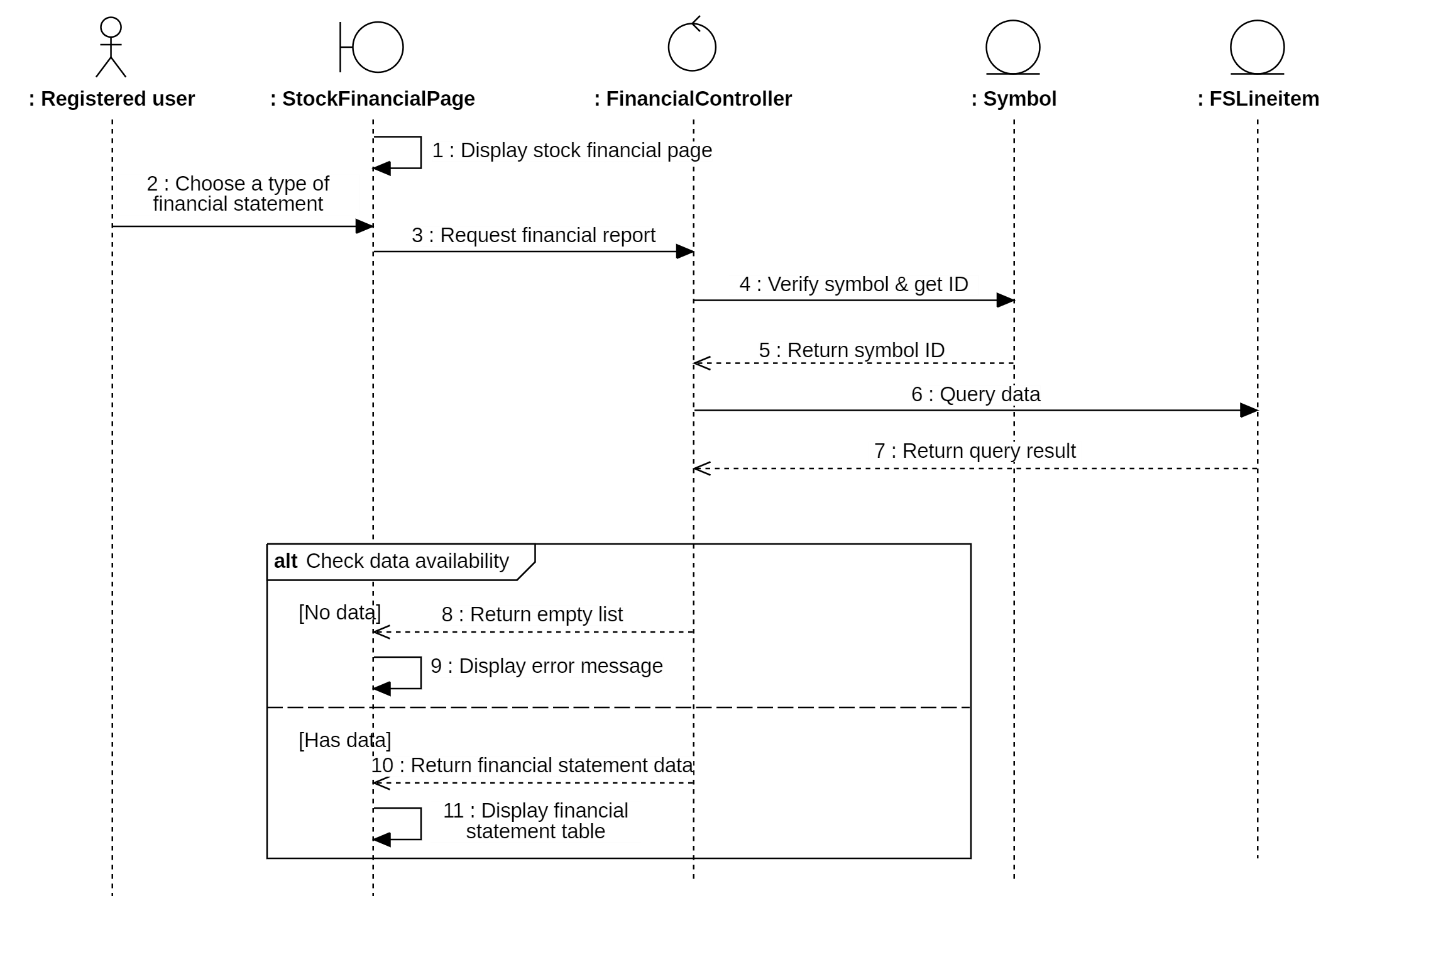 : Registered user
: StockFinancialPage
: FinancialController
: Symbol
: FSLineitem
1 : Display stock financial page
2 : Choose a type of
financial statement
3 : Request financial report
4 : Verify symbol & get ID
5 : Return symbol ID
6 : Query data
7 : Return query result
alt Check data availability
[No data]
8 : Return empty list
9 : Display error message
[Has data]
10 : Return financial statement data
11 : Display financial
statement table